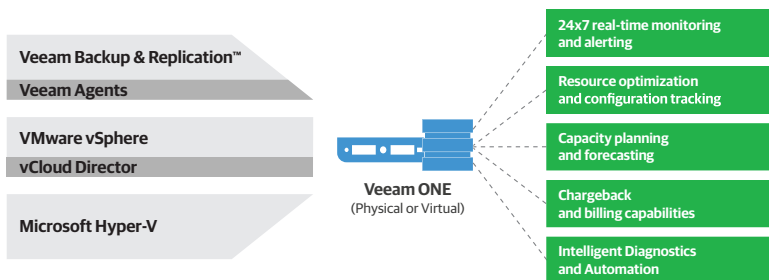 Veeam Backup & Replication™
Veeam Agents
VMware vSphere
vCloud Director
Microsoft Hyper-V
Veeam ONE
(Physical or Virtual)
24x7 real-time monitoring
and alerting
Resource optimization
and configuration tracking
Capacity planning
and forecasting
Chargeback
and billing capabilities
Intelligent Diagnostics
and Automation